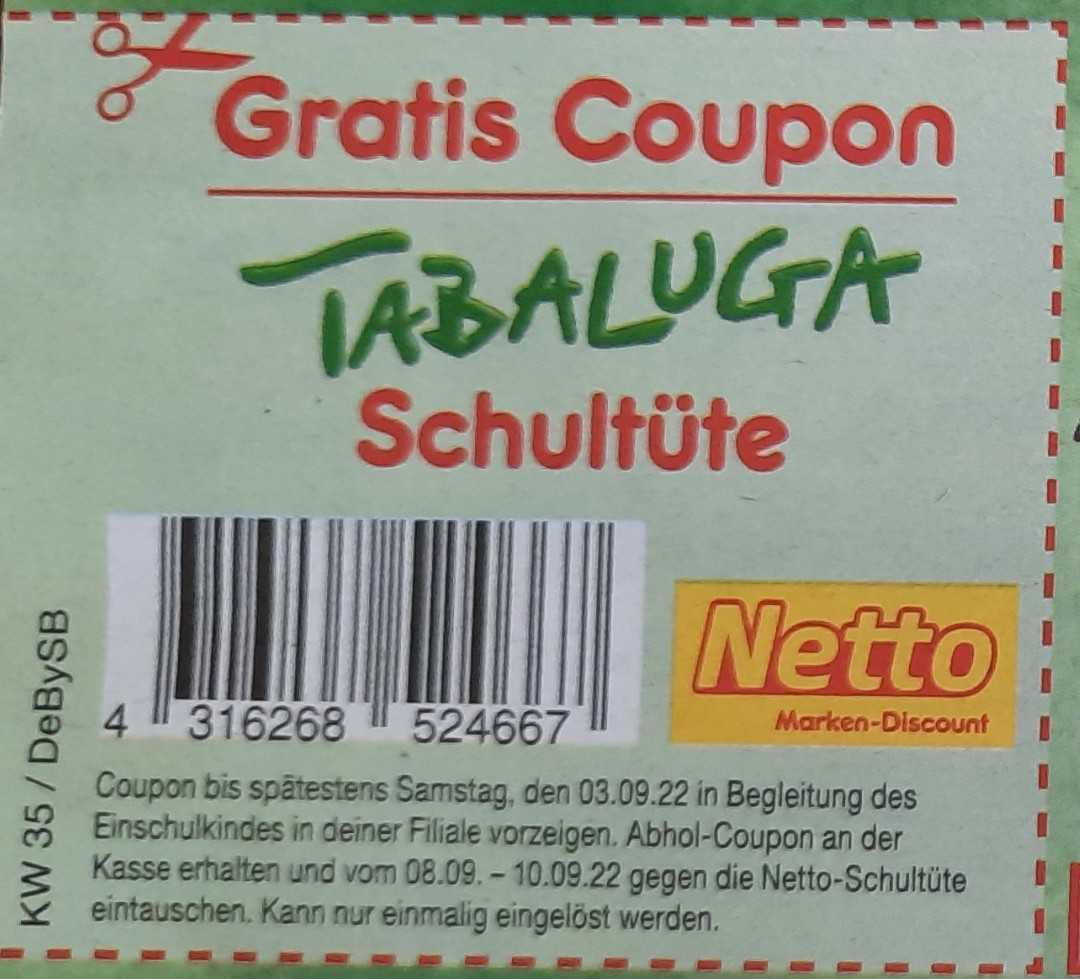 Gratis Coupon
TABALUGA
Schultüte
4 316268 524667
Netto
Marken-Discount
KW 35 / DeBySB
Coupon bis spätestens Samstag, den 03.09.22 in Begleitung des
Einschulkindes in deiner Filiale vorzeigen. Abhol-Coupon an der
Kasse erhalten und vom 08.09. – 10.09.22 gegen die Netto-Schultüte
eintauschen. Kann nur einmalig eingelöst werden.